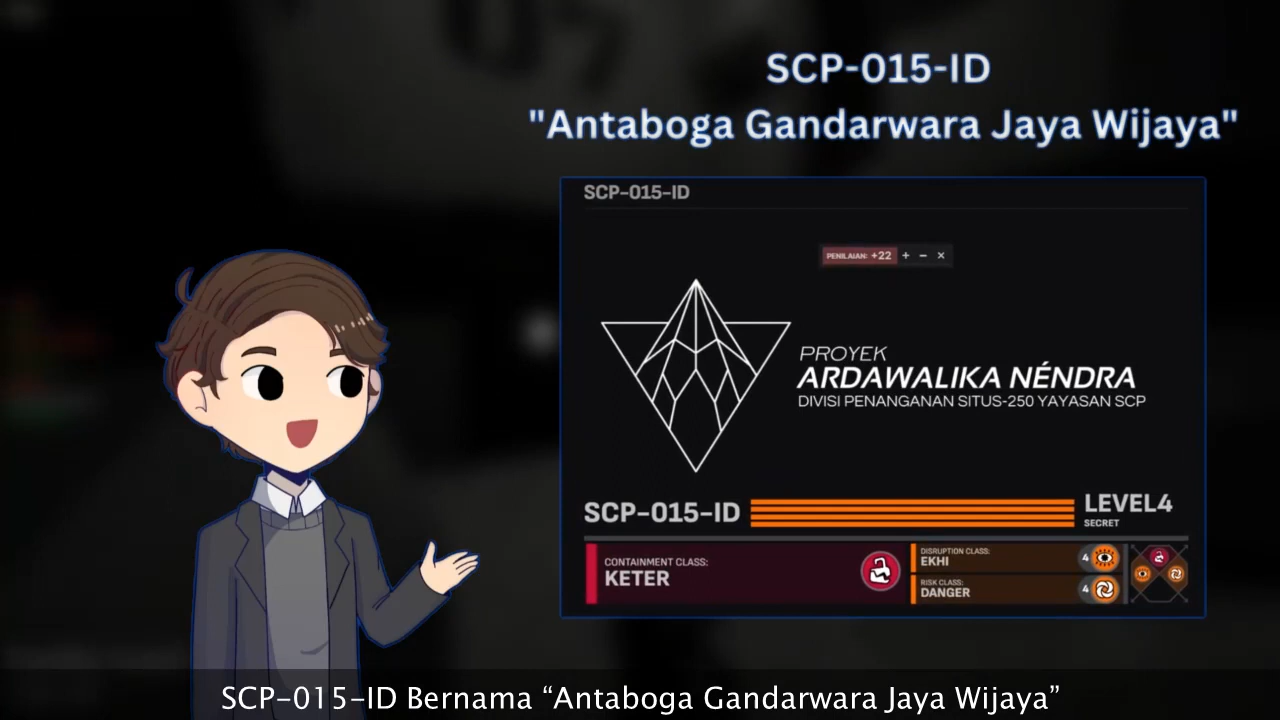 SCP-015-ID
"Antaboga Gandarwara Jaya Wijaya"
SCP-015-ID
PENILAIAN: +22 + − ×
PROYEK
ARDAWALIKA NÉNDRA
DIVISI PENANGANAN SITUS-250 YAYASAN SCP
SCP-015-ID
LEVEL4
SECRET
CONTAINMENT CLASS:
KETER
DISRUPTION CLASS:
EKHI
4
RISK CLASS:
DANGER
4
SCP-015-ID Bernama “Antaboga Gandarwara Jaya Wijaya”